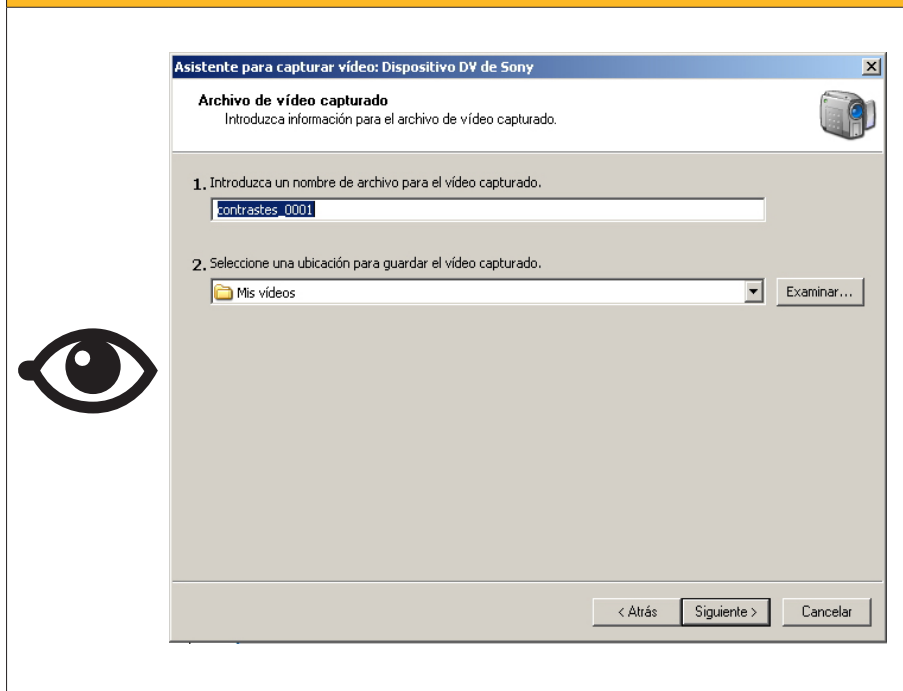 Asistente para capturar vídeo: Dispositivo DV de Sony
Archivo de vídeo capturado
Introduzca información para el archivo de vídeo capturado.
1. Introduzca un nombre de archivo para el vídeo capturado.
contrastes_0001
2. Seleccione una ubicación para guardar el vídeo capturado.
Mis vídeos
Examinar...
< Atrás Siguiente > Cancelar